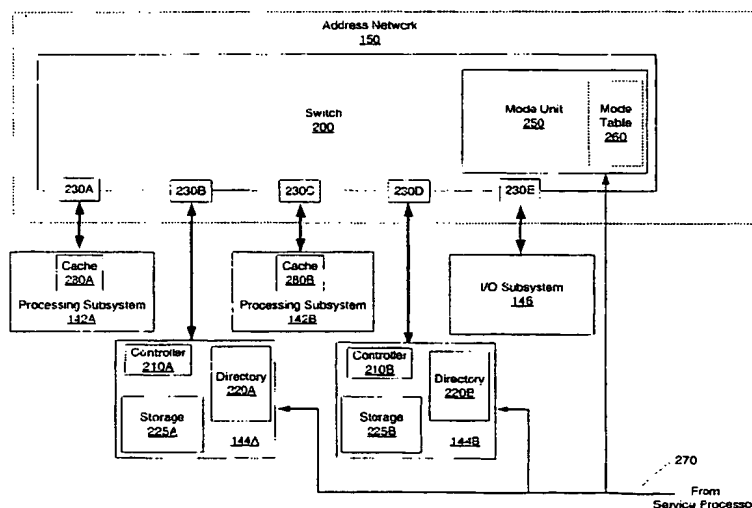 Address Network
150
Switch
200
Mode Unit
250
Mode
Table
260
230A
230B
230C
230D
230E
Cache
280A
Processing Subsystem
142A
Cache
280B
Processing Subsystem
142B
I/O Subsystem
146
Controller
210A
Directory
220A
Storage
225A
144A
Controller
210B
Directory
220B
Storage
225B
144B
270
From
Service Processor